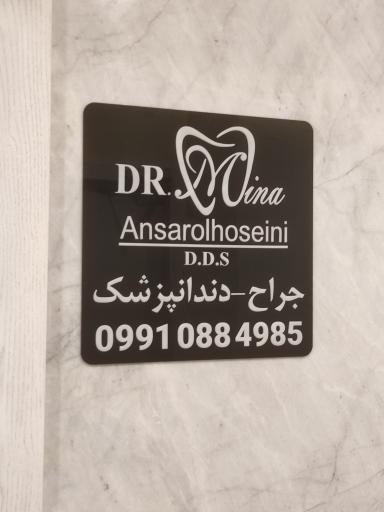 DR. Mina
Ansarolhoseini
D.D.S
جراح-دندانپزشک
0991 088 4985